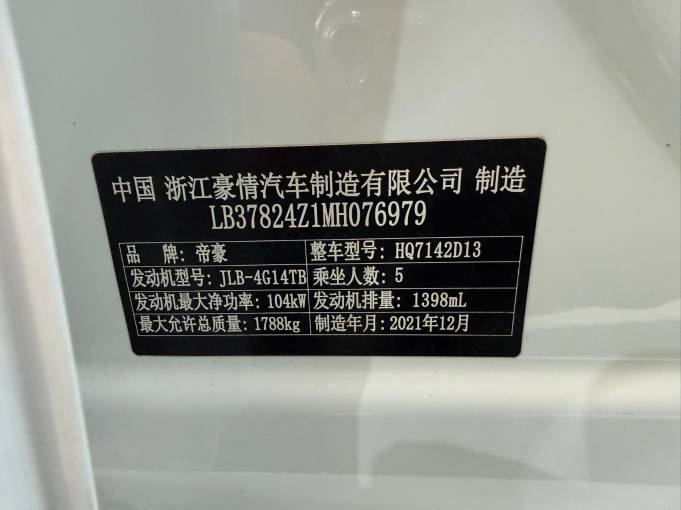 中国 浙江豪情汽车制造有限公司 制造
LB37824Z1MH076979
品 牌: 帝豪 整车型号: HQ7142D13
发动机型号: JLB-4G14TB 乘坐人数: 5
发动机最大净功率: 104kW 发动机排量: 1398mL
最大允许总质量: 1788kg 制造年月: 2021年12月